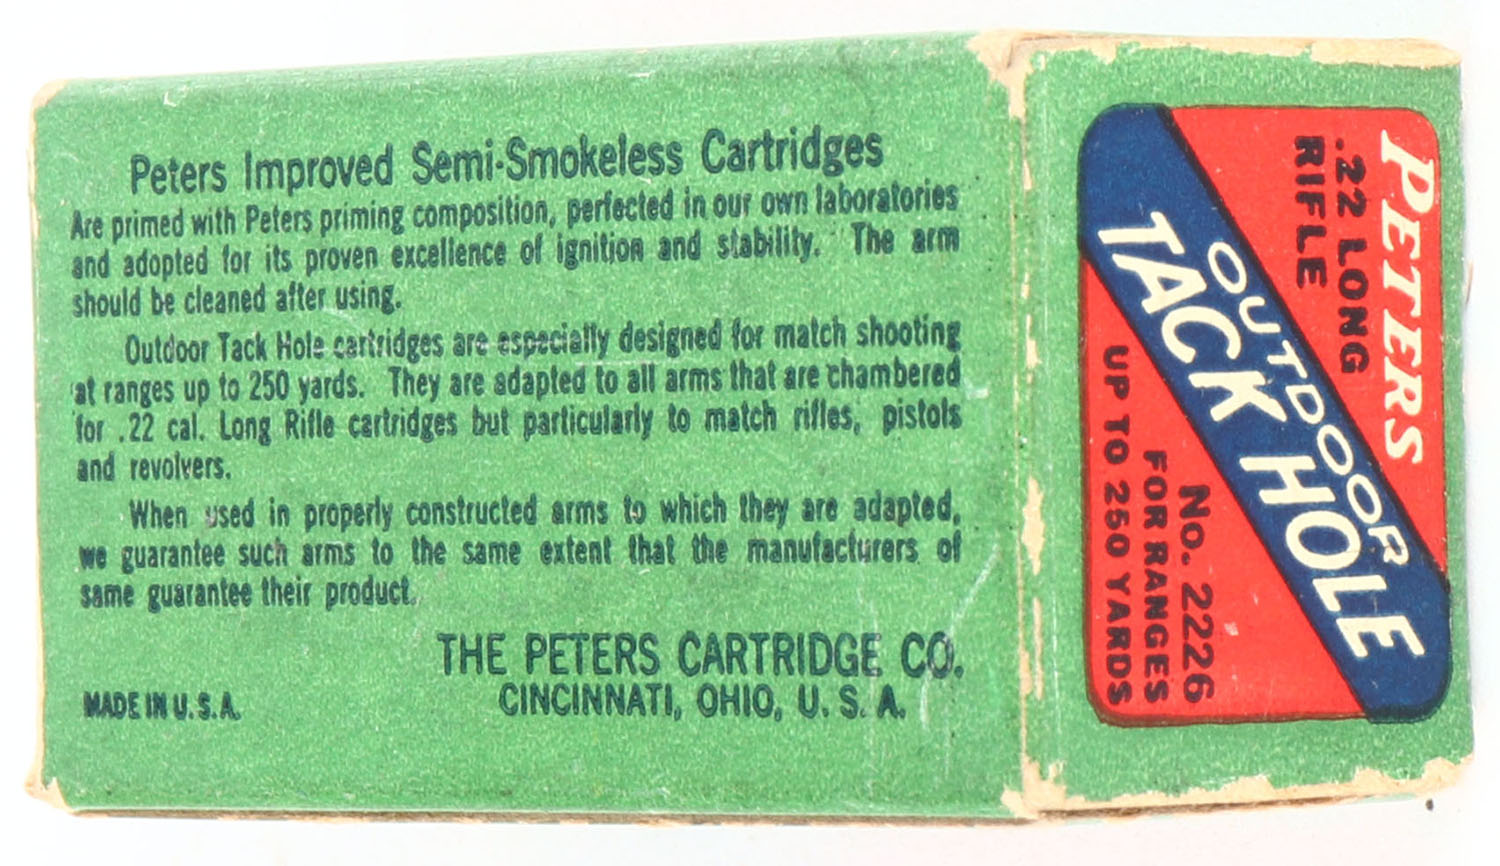 Peters Improved Semi-Smokeless Cartridges
Are primed with Peters priming composition, perfected in our own laboratories
and adopted for its proven excellence of ignition and stability. The arm
should be cleaned after using.
Outdoor Tack Hole cartridges are especially designed for match shooting
at ranges up to 250 yards. They are adapted to all arms that are chambered
for .22 cal. Long Rifle cartridges but particularly to match rifles, pistols
and revolvers.
When used in properly constructed arms to which they are adapted,
we guarantee such arms to the same extent that the manufacturers of
same guarantee their product.
THE PETERS CARTRIDGE CO.
CINCINNATI, OHIO, U. S. A.
MADE IN U. S. A.
PETERS
.22 LONG
RIFLE
OUTDOOR
TACK HOLE
No. 2226
FOR RANGES
UP TO 250 YARDS